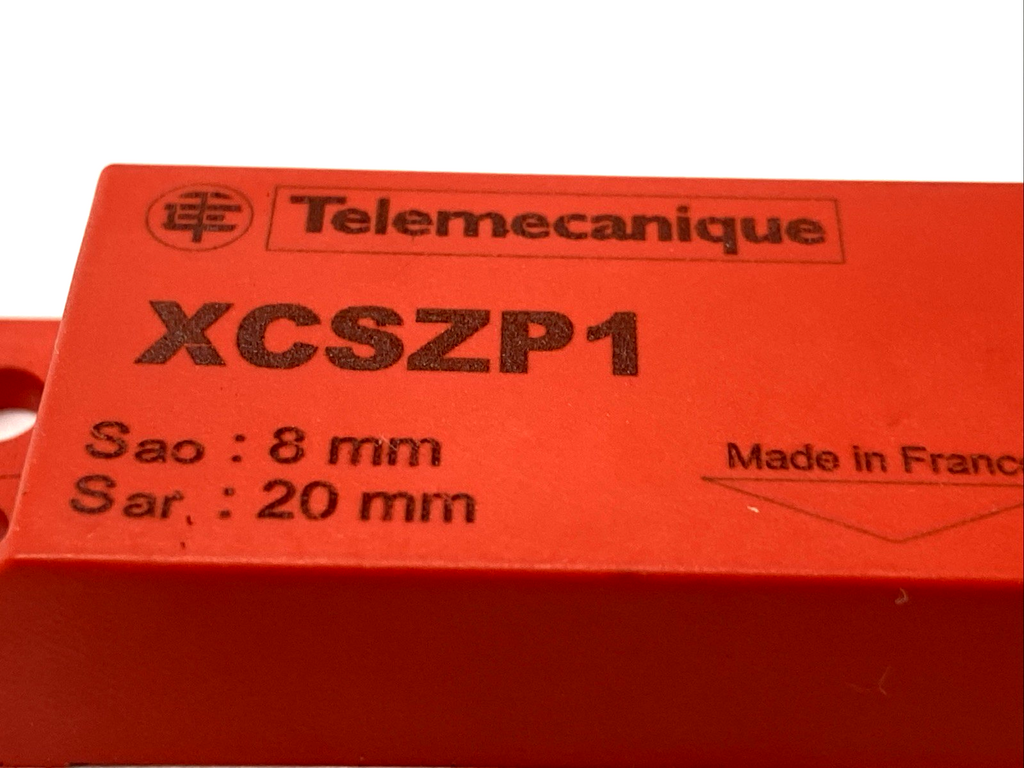 Telemecanique
XCSZP1
Sao : 8 mm
Sar : 20 mm
Made in Franc